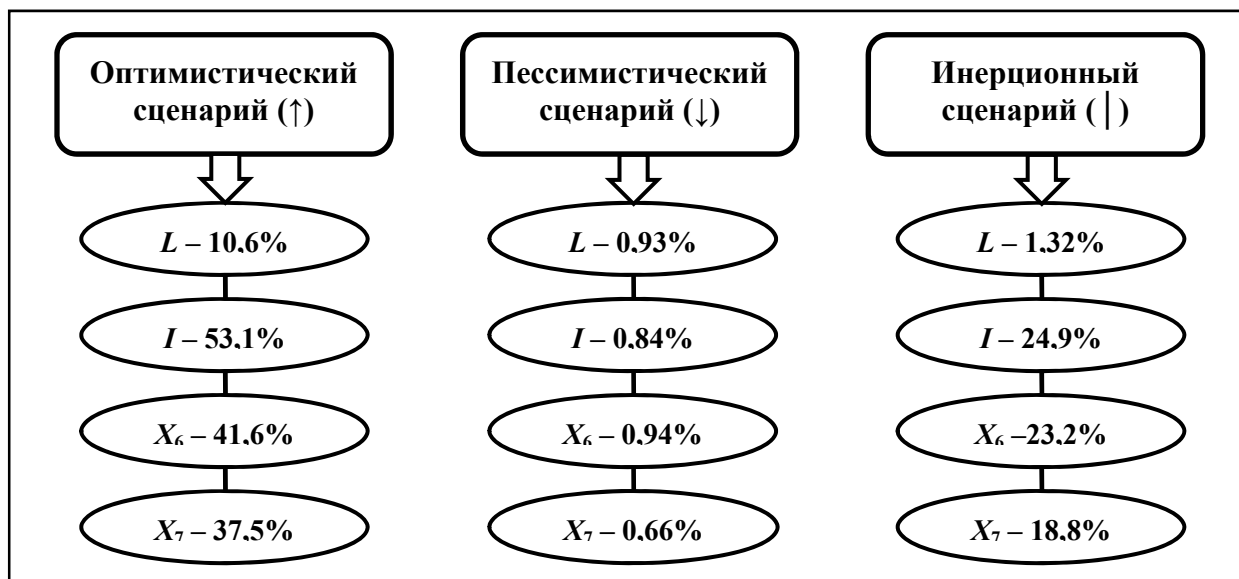 Оптимистический
сценарий (↑)
L – 10,6%
I – 53,1%
X₆ – 41,6%
X₇ – 37,5%
Пессимистический
сценарий (↓)
L – 0,93%
I – 0,84%
X₆ – 0,94%
X₇ – 0,66%
Инерционный
сценарий (│)
L – 1,32%
I – 24,9%
X₆ –23,2%
X₇ – 18,8%